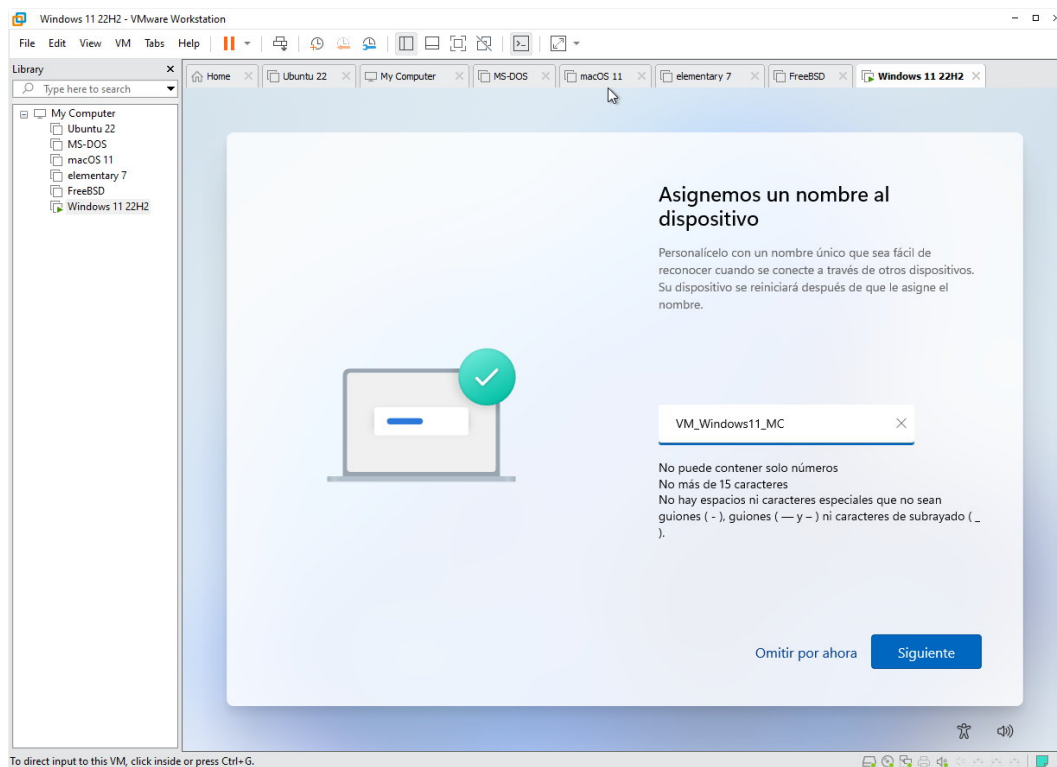 Windows 11 22H2 - VMware Workstation
File Edit View VM Tabs Help
Library
Type here to search
My Computer
Ubuntu 22
MS-DOS
macOS 11
elementary 7
FreeBSD
Windows 11 22H2
Home Ubuntu 22 My Computer MS-DOS macOS 11 elementary 7 FreeBSD Windows 11 22H2
Asignemos un nombre al
dispositivo
Personalícelo con un nombre único que sea fácil de
reconocer cuando se conecte a través de otros dispositivos.
Su dispositivo se reiniciará después de que le asigne el
nombre.
VM_Windows11_MC
No puede contener solo números
No más de 15 caracteres
No hay espacios ni caracteres especiales que no sean
guiones ( - ), guiones ( — y – ) ni caracteres de subrayado ( _
).
Omitir por ahora Siguiente
To direct input to this VM, click inside or press Ctrl+G.